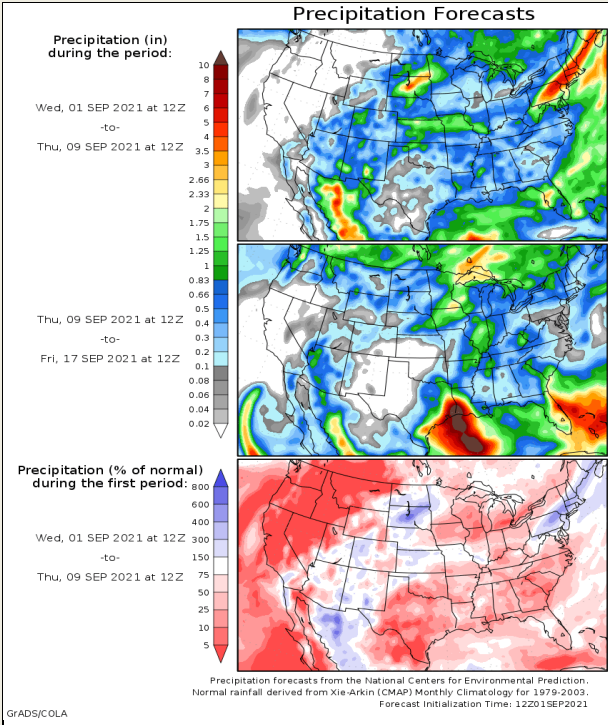 Precipitation Forecasts
Precipitation (in)
during the period:
Wed, 01 SEP 2021 at 12Z
-to-
Thu, 09 SEP 2021 at 12Z
10
8
7
6
5
4
3.5
3
2.66
2.33
2
1.75
1.5
1.25
1
0.83
0.66
0.5
0.4
0.3
0.2
0.1
0.08
0.06
0.04
0.02
Thu, 09 SEP 2021 at 12Z
-to-
Fri, 17 SEP 2021 at 12Z
Precipitation (% of normal)
during the first period:
Wed, 01 SEP 2021 at 12Z
-to-
Thu, 09 SEP 2021 at 12Z
800
600
400
300
150
75
50
25
10
5
Precipitation forecasts from the National Centers for Environmental Prediction.
Normal rainfall derived from Xie-Arkin (CMAP) Monthly Climatology for 1979-2003.
Forecast Initialization Time: 12Z01SEP2021
GrADS/COLA